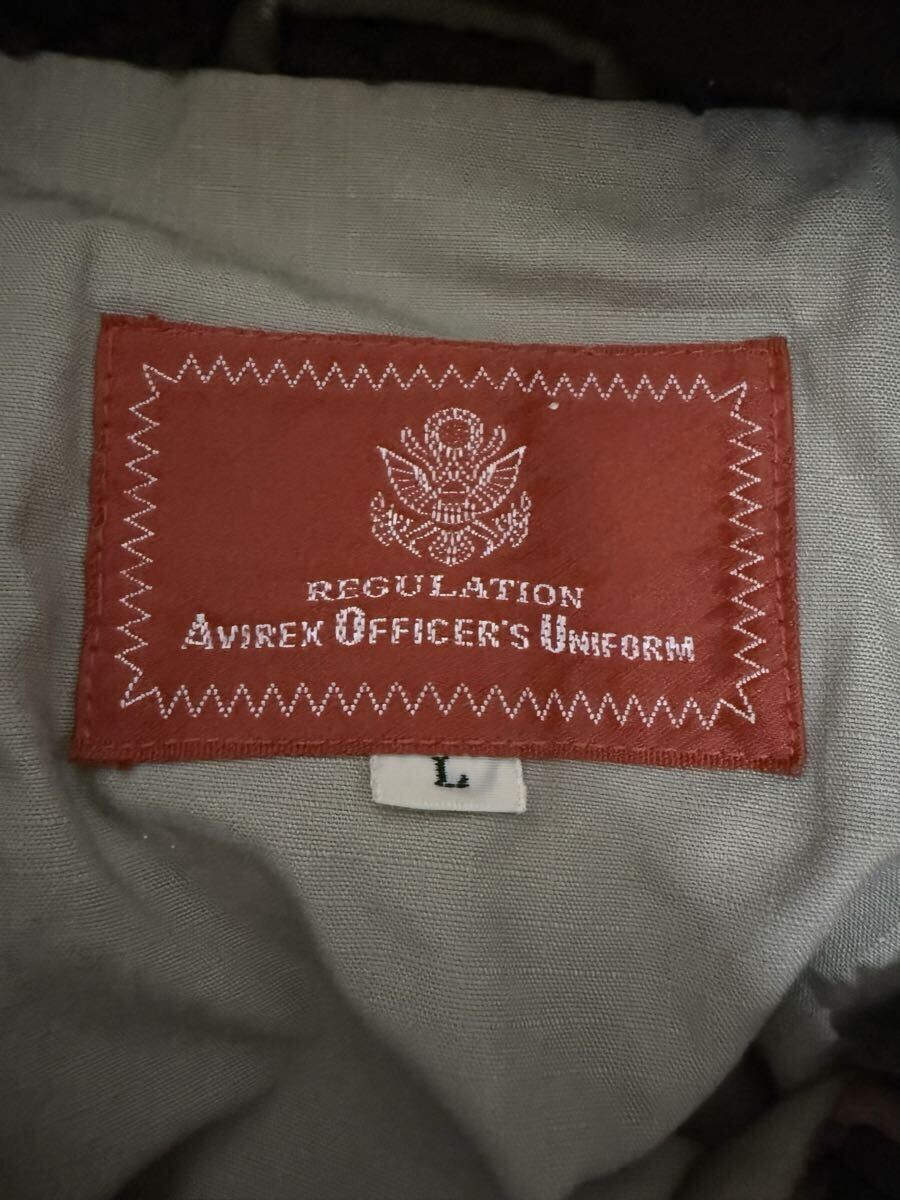 REGULATION
AVIREX OFFICER'S UNIFORM
L